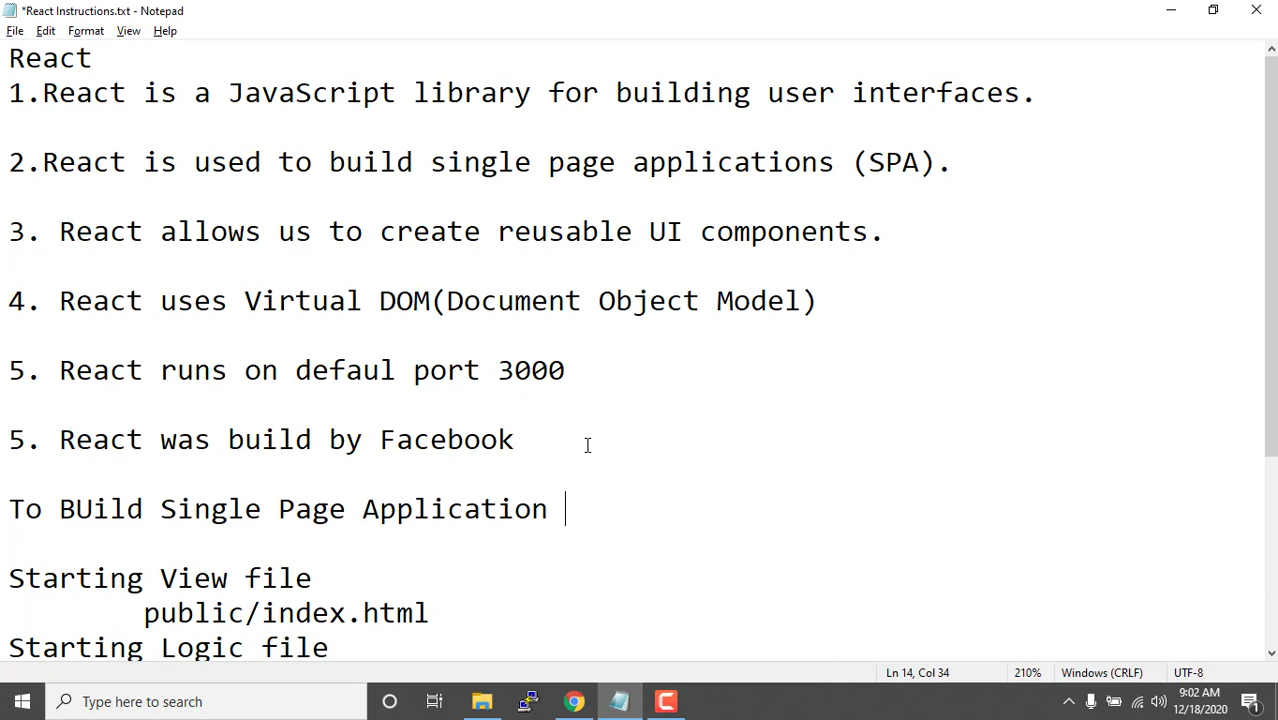 *React Instructions.txt - Notepad
File Edit Format View Help
React
1.React is a JavaScript library for building user interfaces.
2.React is used to build single page applications (SPA).
3. React allows us to create reusable UI components.
4. React uses Virtual DOM(Document Object Model)
5. React runs on defaul port 3000
5. React was build by Facebook
To BUild Single Page Application
Starting View file
public/index.html
Starting Logic file
Ln 14, Col 34 210% Windows (CRLF) UTF-8
Type here to search
9:02 AM
12/18/2020
1